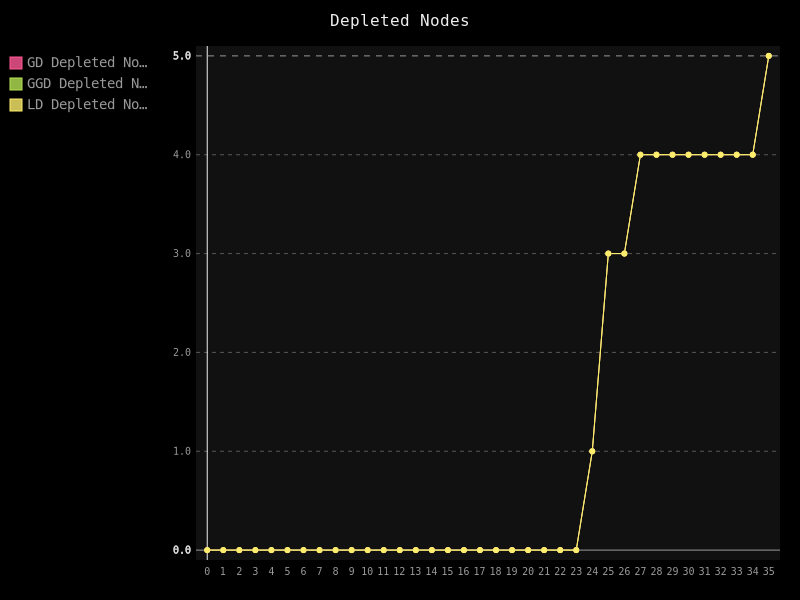 Depleted Nodes
GD Depleted No…
GGD Depleted N…
LD Depleted No…
5.0
4.0
3.0
2.0
1.0
0.0
0 1 2 3 4 5 6 7 8 9 10 11 12 13 14 15 16 17 18 19 20 21 22 23 24 25 26 27 28 29 30 31 32 33 34 35